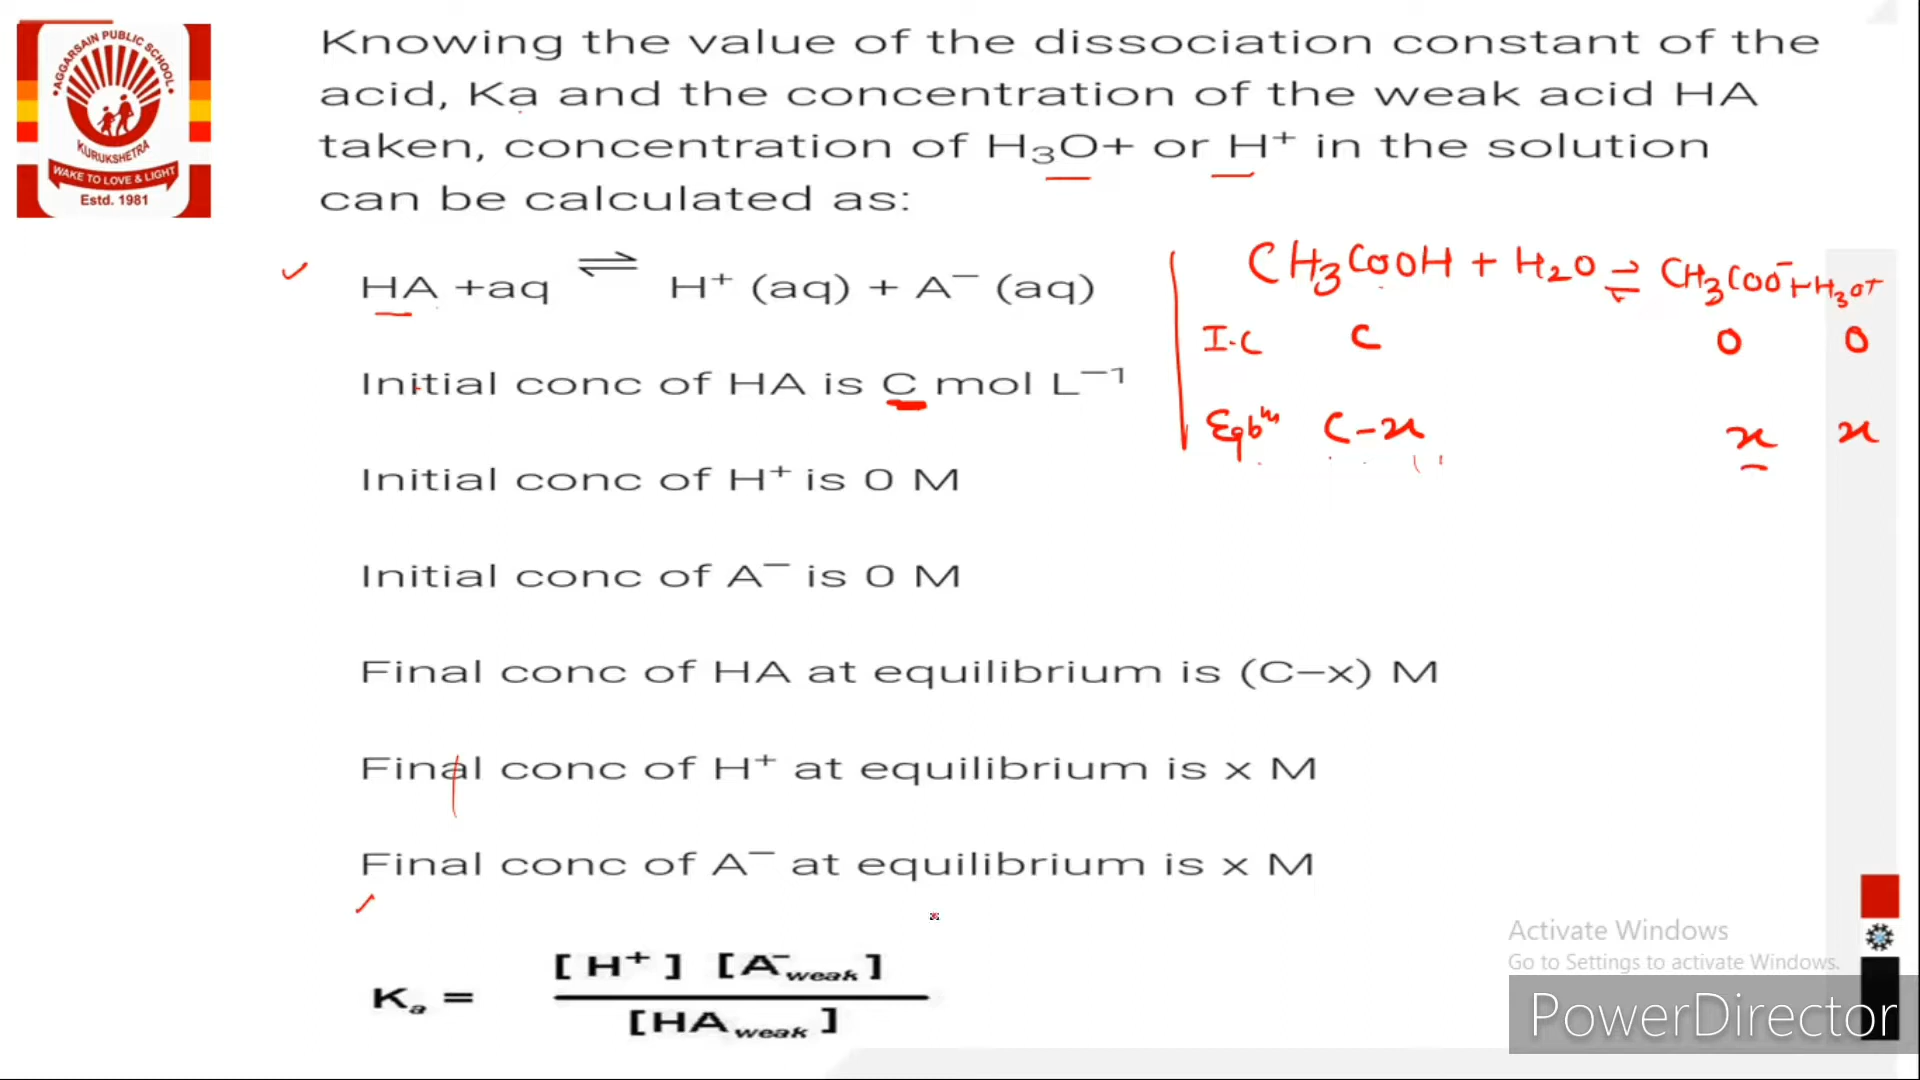 AGGARSAIN PUBLIC SCHOOL
KURUKSHETRA
WAKE TO LOVE & LIGHT
Estd. 1981
Knowing the value of the dissociation constant of the
acid, Ka and the concentration of the weak acid HA
taken, concentration of H₃O+ or H⁺ in the solution
can be calculated as:
HA +aq ⇌ H⁺ (aq) + A⁻ (aq)
Initial conc of HA is C mol L⁻¹
Initial conc of H⁺ is 0 M
Initial conc of A⁻ is 0 M
Final conc of HA at equilibrium is (C−x) M
Final conc of H⁺ at equilibrium is x M
Final conc of A⁻ at equilibrium is x M
Kₐ = [ H⁺ ] [ A⁻weak ] / [HA weak ]
CH₃COOH + H₂O ⇌ CH₃COO⁻ + H₃O+
I.C C 0 0
Eqbᵐ C-x x x
Activate Windows
Go to Settings to activate Windows.
PowerDirector